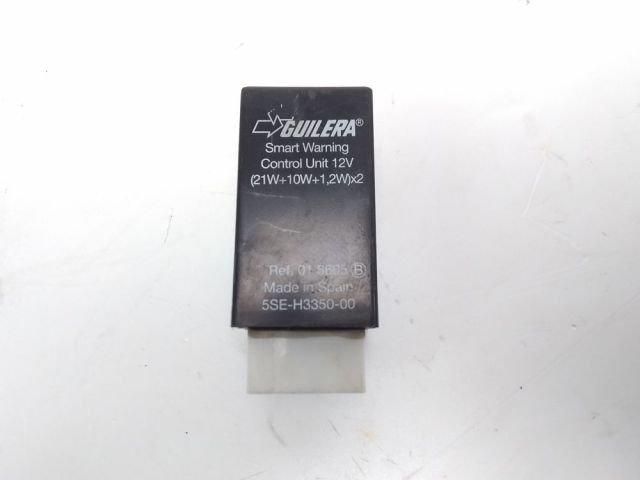 GUILERA®
Smart Warning
Control Unit 12V
(21W+10W+1,2W)x2
Ref. 01 8605 B
Made in Spain
5SE-H3350-00